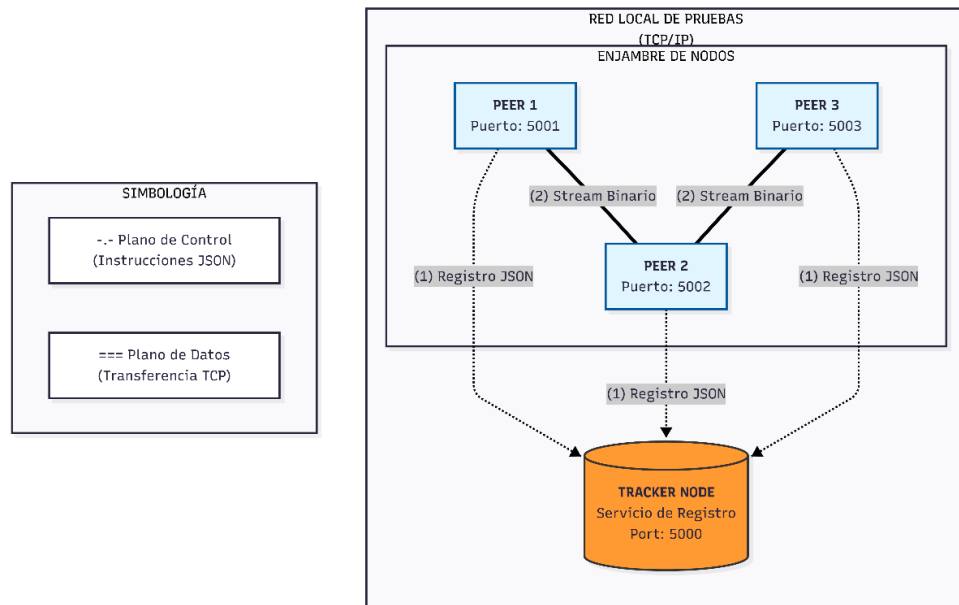 RED LOCAL DE PRUEBAS
(TCP/IP)
ENJAMBRE DE NODOS
PEER 1
Puerto: 5001
PEER 3
Puerto: 5003
(2) Stream Binario
(2) Stream Binario
PEER 2
Puerto: 5002
(1) Registro JSON
(1) Registro JSON
(1) Registro JSON
TRACKER NODE
Servicio de Registro
Port: 5000
SIMBOLOGÍA
-.- Plano de Control
(Instrucciones JSON)
=== Plano de Datos
(Transferencia TCP)